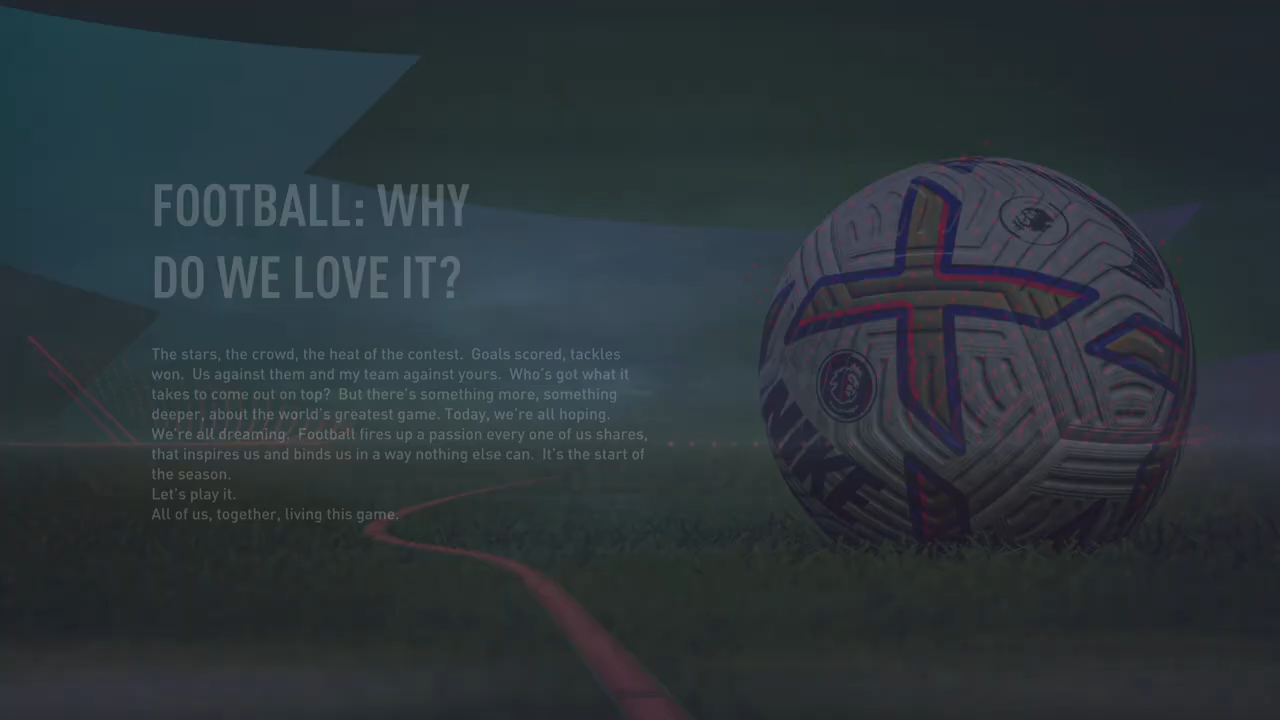 FOOTBALL: WHY
DO WE LOVE IT?
The stars, the crowd, the heat of the contest.  Goals scored, tackles
won.  Us against them and my team against yours.  Who's got what it
takes to come out on top?  But there's something more, something
deeper, about the world's greatest game. Today, we're all hoping.
We're all dreaming.  Football fires up a passion every one of us shares,
that inspires us and binds us in a way nothing else can.  It's the start of
the season.
Let's play it.
All of us, together, living this game.
NIKE